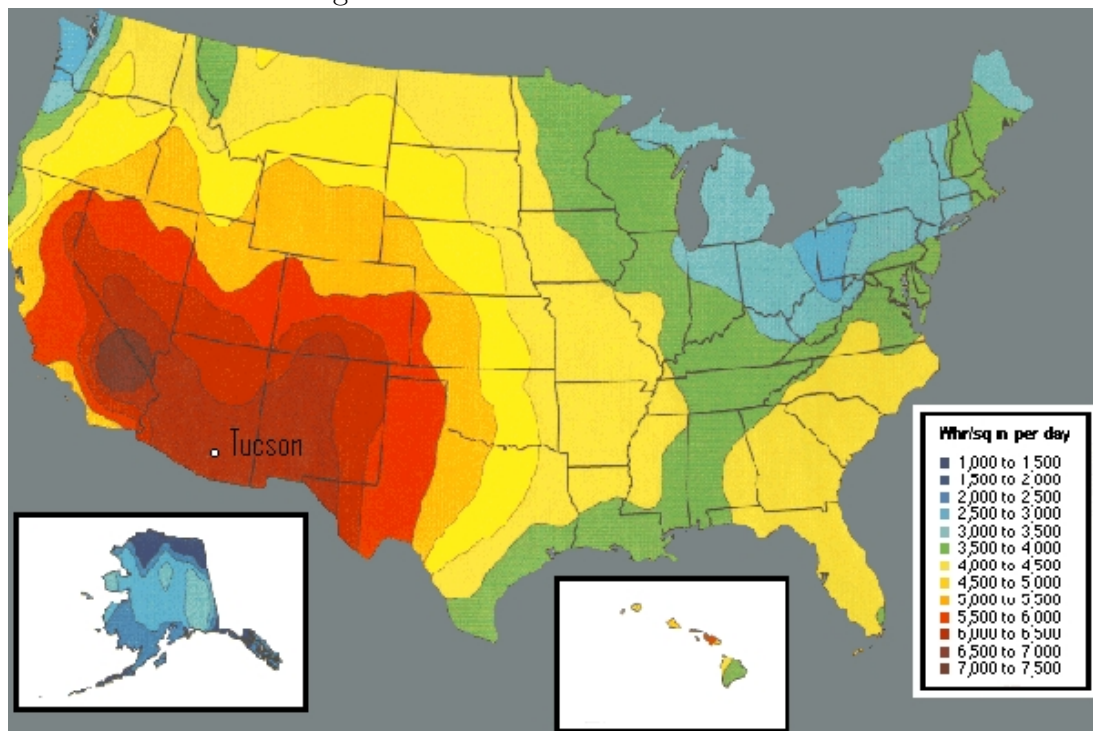 Tucson
Whr/sq m per day
1,000 to 1,500
1,500 to 2,000
2,000 to 2,500
2,500 to 3,000
3,000 to 3,500
3,500 to 4,000
4,000 to 4,500
4,500 to 5,000
5,000 to 5,500
5,500 to 6,000
6,000 to 6,500
6,500 to 7,000
7,000 to 7,500